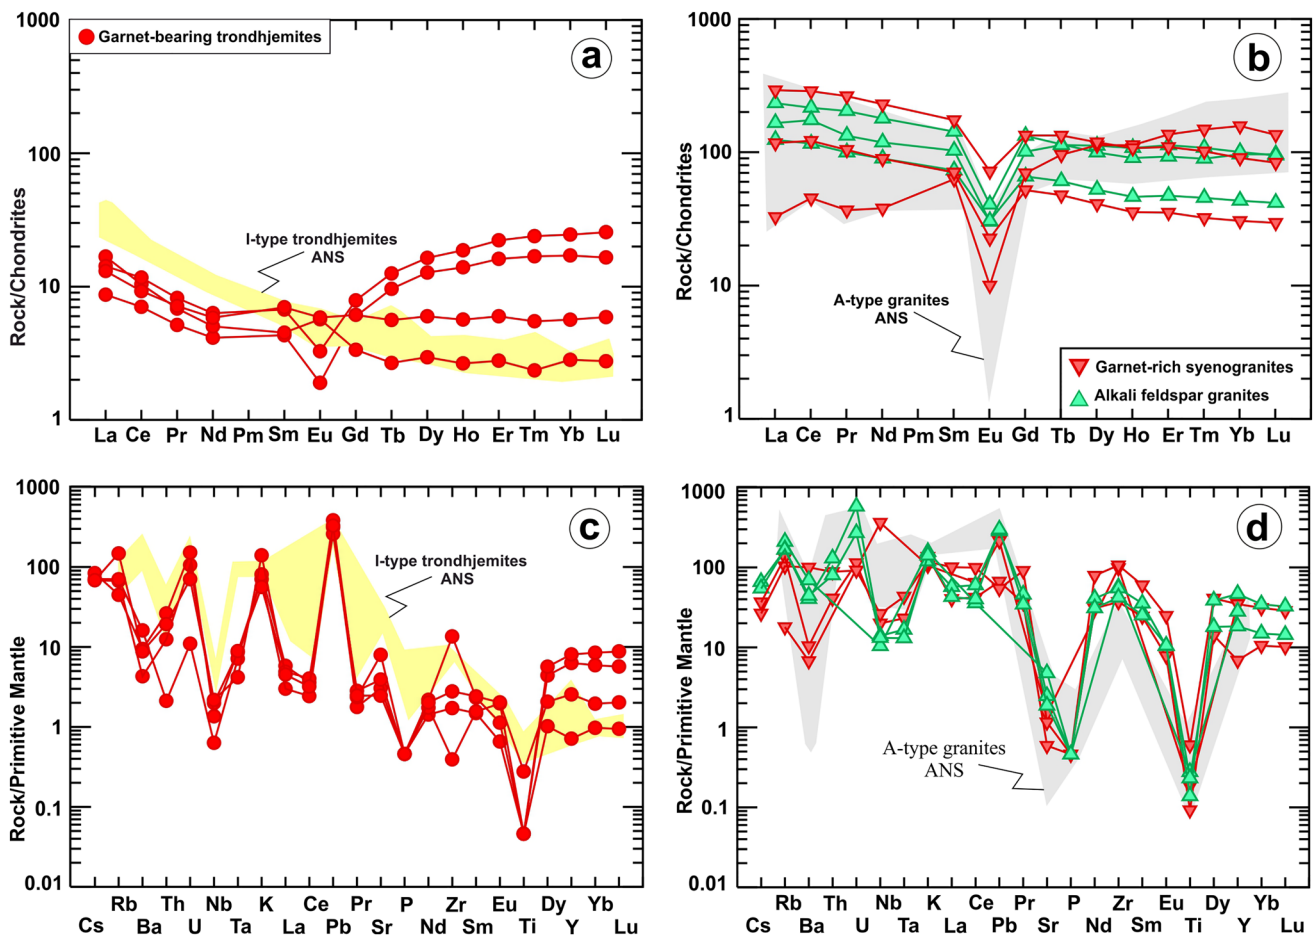 1000
100
10
1
Rock/Chondrites
Garnet-bearing trondhjemites
a
I-type trondhjemites
ANS
La Ce Pr Nd Pm Sm Eu Gd Tb Dy Ho Er Tm Yb Lu
1000
100
10
1
Rock/Chondrites
b
A-type granites
ANS
Garnet-rich syenogranites
Alkali feldspar granites
La Ce Pr Nd Pm Sm Eu Gd Tb Dy Ho Er Tm Yb Lu
1000
100
10
1
0.1
0.01
Rock/Primitive Mantle
c
I-type trondhjemites
ANS
Rb Th Nb K Ce Pr P Zr Eu Dy Yb
Cs Ba U Ta La Pb Sr Nd Sm Ti Y Lu
1000
100
10
1
0.1
0.01
Rock/Primitive Mantle
d
A-type granites
ANS
Rb Th Nb K Ce Pr P Zr Eu Dy Yb
Cs Ba U Ta La Pb Sr Nd Sm Ti Y Lu